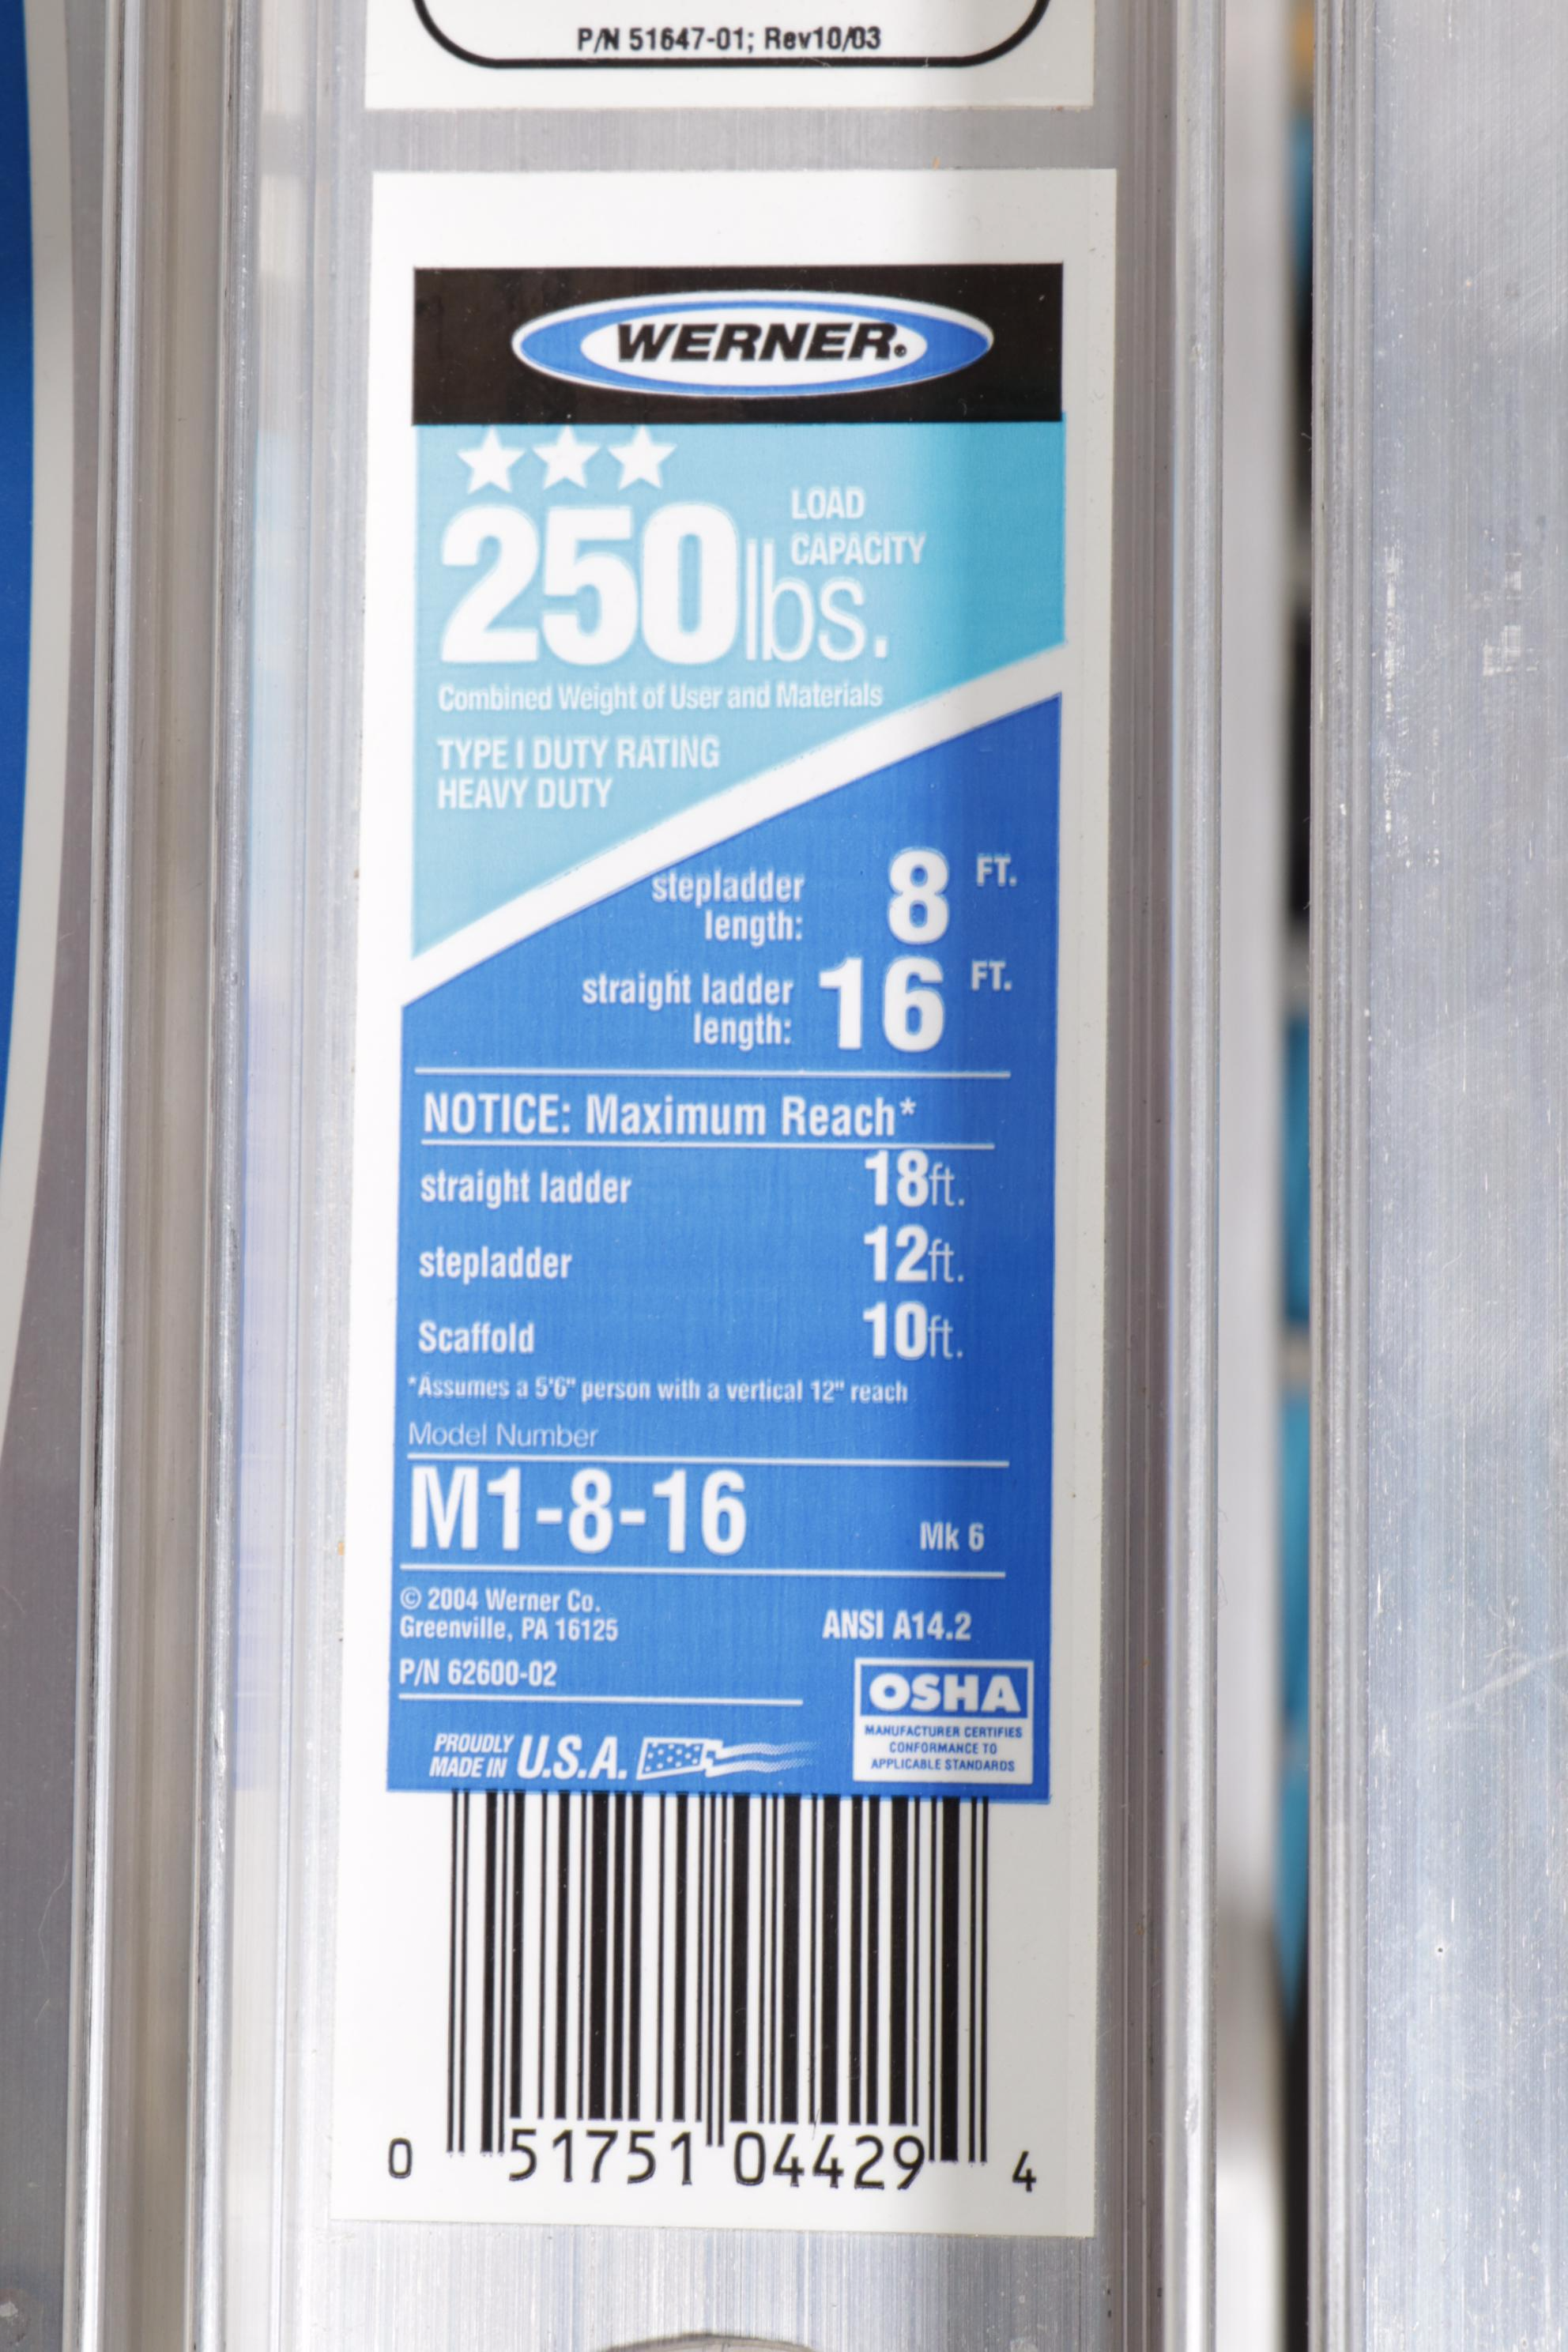 P/N 51647-01; Rev10/03
WERNER®
250 lbs. LOAD
CAPACITY
Combined Weight of User and Materials
TYPE I DUTY RATING
HEAVY DUTY
stepladder
length: 8 FT.
straight ladder
length: 16 FT.
NOTICE: Maximum Reach*
straight ladder 18ft.
stepladder 12ft.
Scaffold 10ft.
*Assumes a 5'6" person with a vertical 12" reach
Model Number
M1-8-16 Mk 6
© 2004 Werner Co.
Greenville, PA 16125
ANSI A14.2
P/N 62600-02
OSHA
MANUFACTURER CERTIFIES
CONFORMANCE TO
APPLICABLE STANDARDS
PROUDLY
MADE IN U.S.A.
0 51751 04429 4